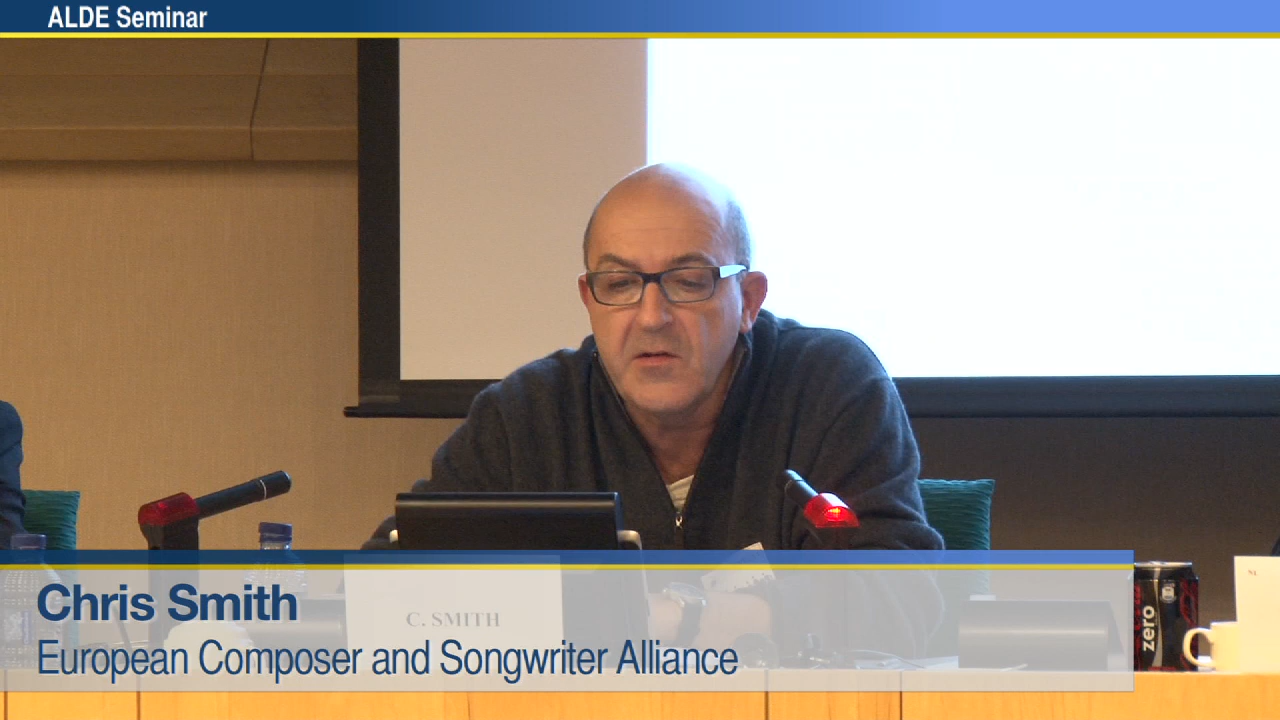 ALDE Seminar
Chris Smith
European Composer and Songwriter Alliance
C. SMITH
zero